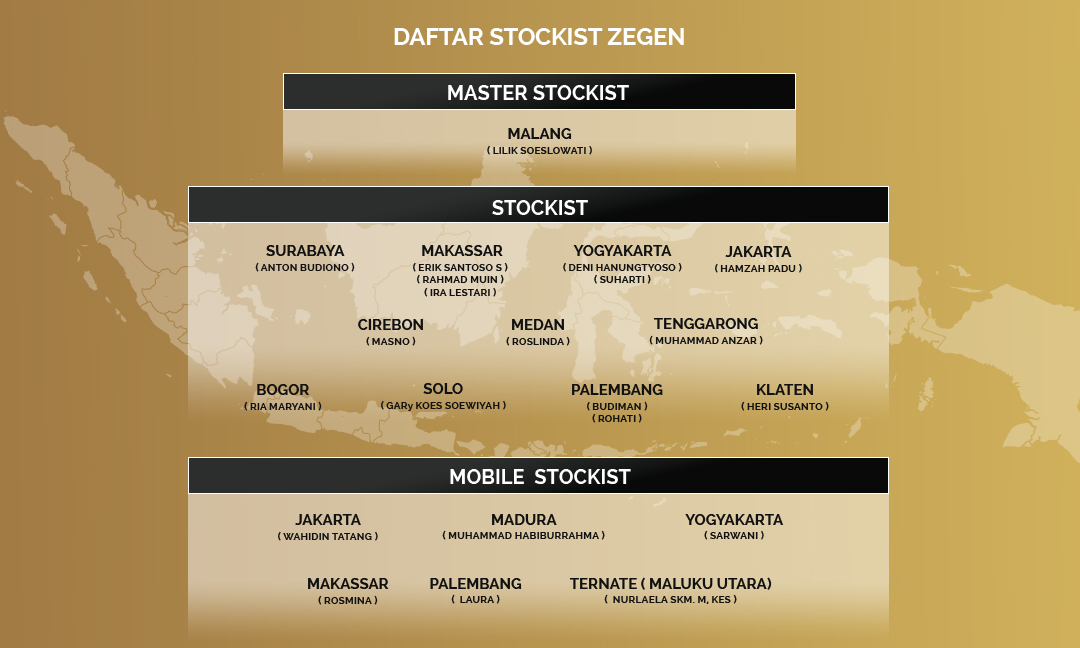 DAFTAR STOCKIST ZEGEN
MASTER STOCKIST
MALANG
( LILIK SOESLOWATI )
STOCKIST
SURABAYA
( ANTON BUDIONO )
MAKASSAR
( ERIK SANTOSO S )
( RAHMAD MUIN )
( IRA LESTARI )
YOGYAKARTA
( DENI HANUNGTYOSO )
( SUHARTI )
JAKARTA
( HAMZAH PADU )
CIREBON
( MASNO )
MEDAN
( ROSLINDA )
TENGGARONG
( MUHAMMAD ANZAR )
BOGOR
( RIA MARYANI )
SOLO
( GARy KOES SOEWIYAH )
PALEMBANG
( BUDIMAN )
( ROHATI )
KLATEN
( HERI SUSANTO )
MOBILE STOCKIST
JAKARTA
( WAHIDIN TATANG )
MADURA
( MUHAMMAD HABIBURRAHMA )
YOGYAKARTA
( SARWANI )
MAKASSAR
( ROSMINA )
PALEMBANG
( LAURA )
TERNATE ( MALUKU UTARA)
( NURLAELA SKM. M, KES )